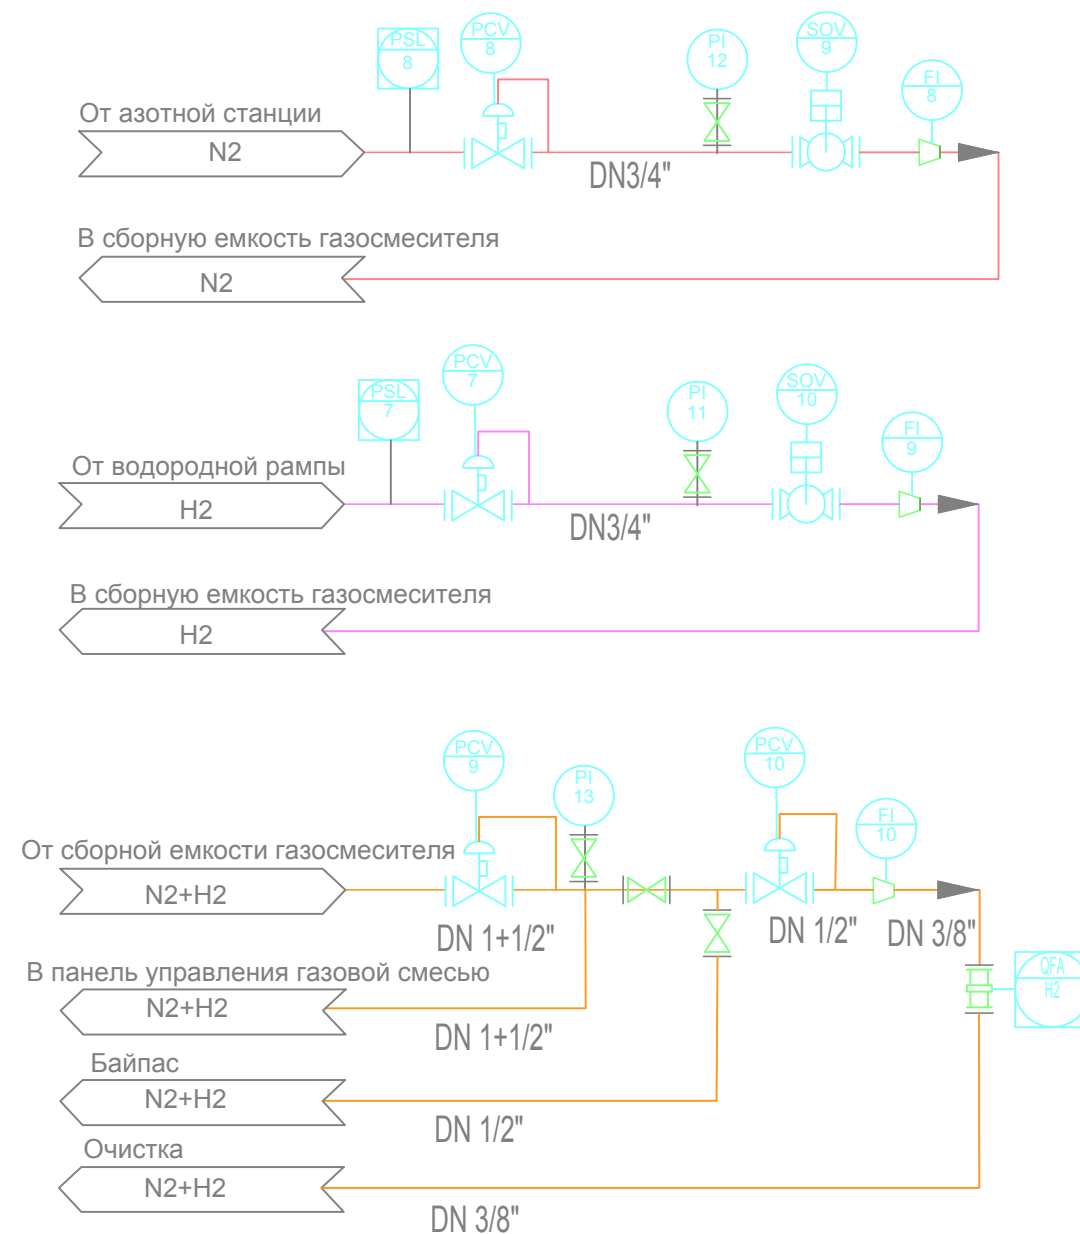 PSL
8
PCV
8
PI
12
SOV
9
FI
8
От азотной станции
N2
DN3/4"
В сборную емкость газосмесителя
N2
PSL
7
PCV
7
PI
11
SOV
10
FI
9
От водородной рампы
H2
DN3/4"
В сборную емкость газосмесителя
H2
PCV
9
PI
13
PCV
10
FI
10
От сборной емкости газосмесителя
N2+H2
DN 1+1/2"
DN 1/2"
DN 3/8"
QFA
H2
В панель управления газовой смесью
N2+H2
DN 1+1/2"
Байпас
N2+H2
DN 1/2"
Очистка
N2+H2
DN 3/8"